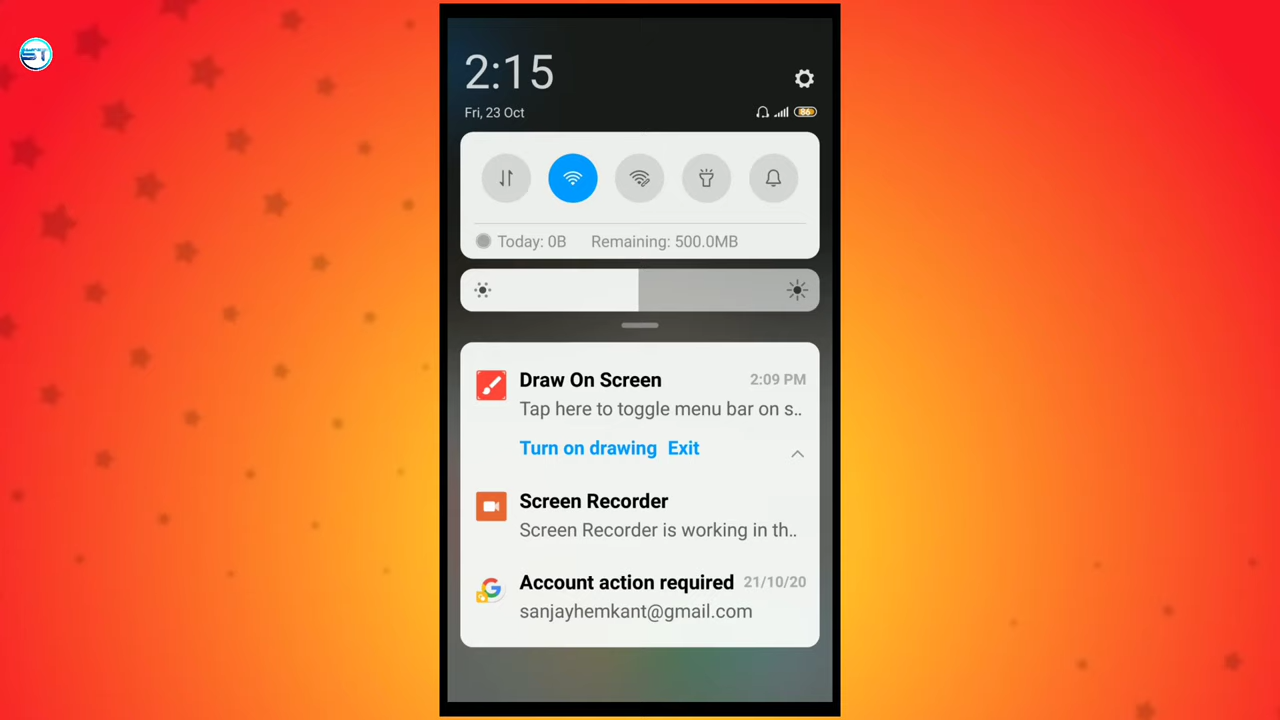 ST
2:15
Fri, 23 Oct
86
Today: 0B Remaining: 500.0MB
Draw On Screen 2:09 PM
Tap here to toggle menu bar on s..
Turn on drawing Exit
Screen Recorder
Screen Recorder is working in th..
Account action required 21/10/20
sanjayhemkant@gmail.com